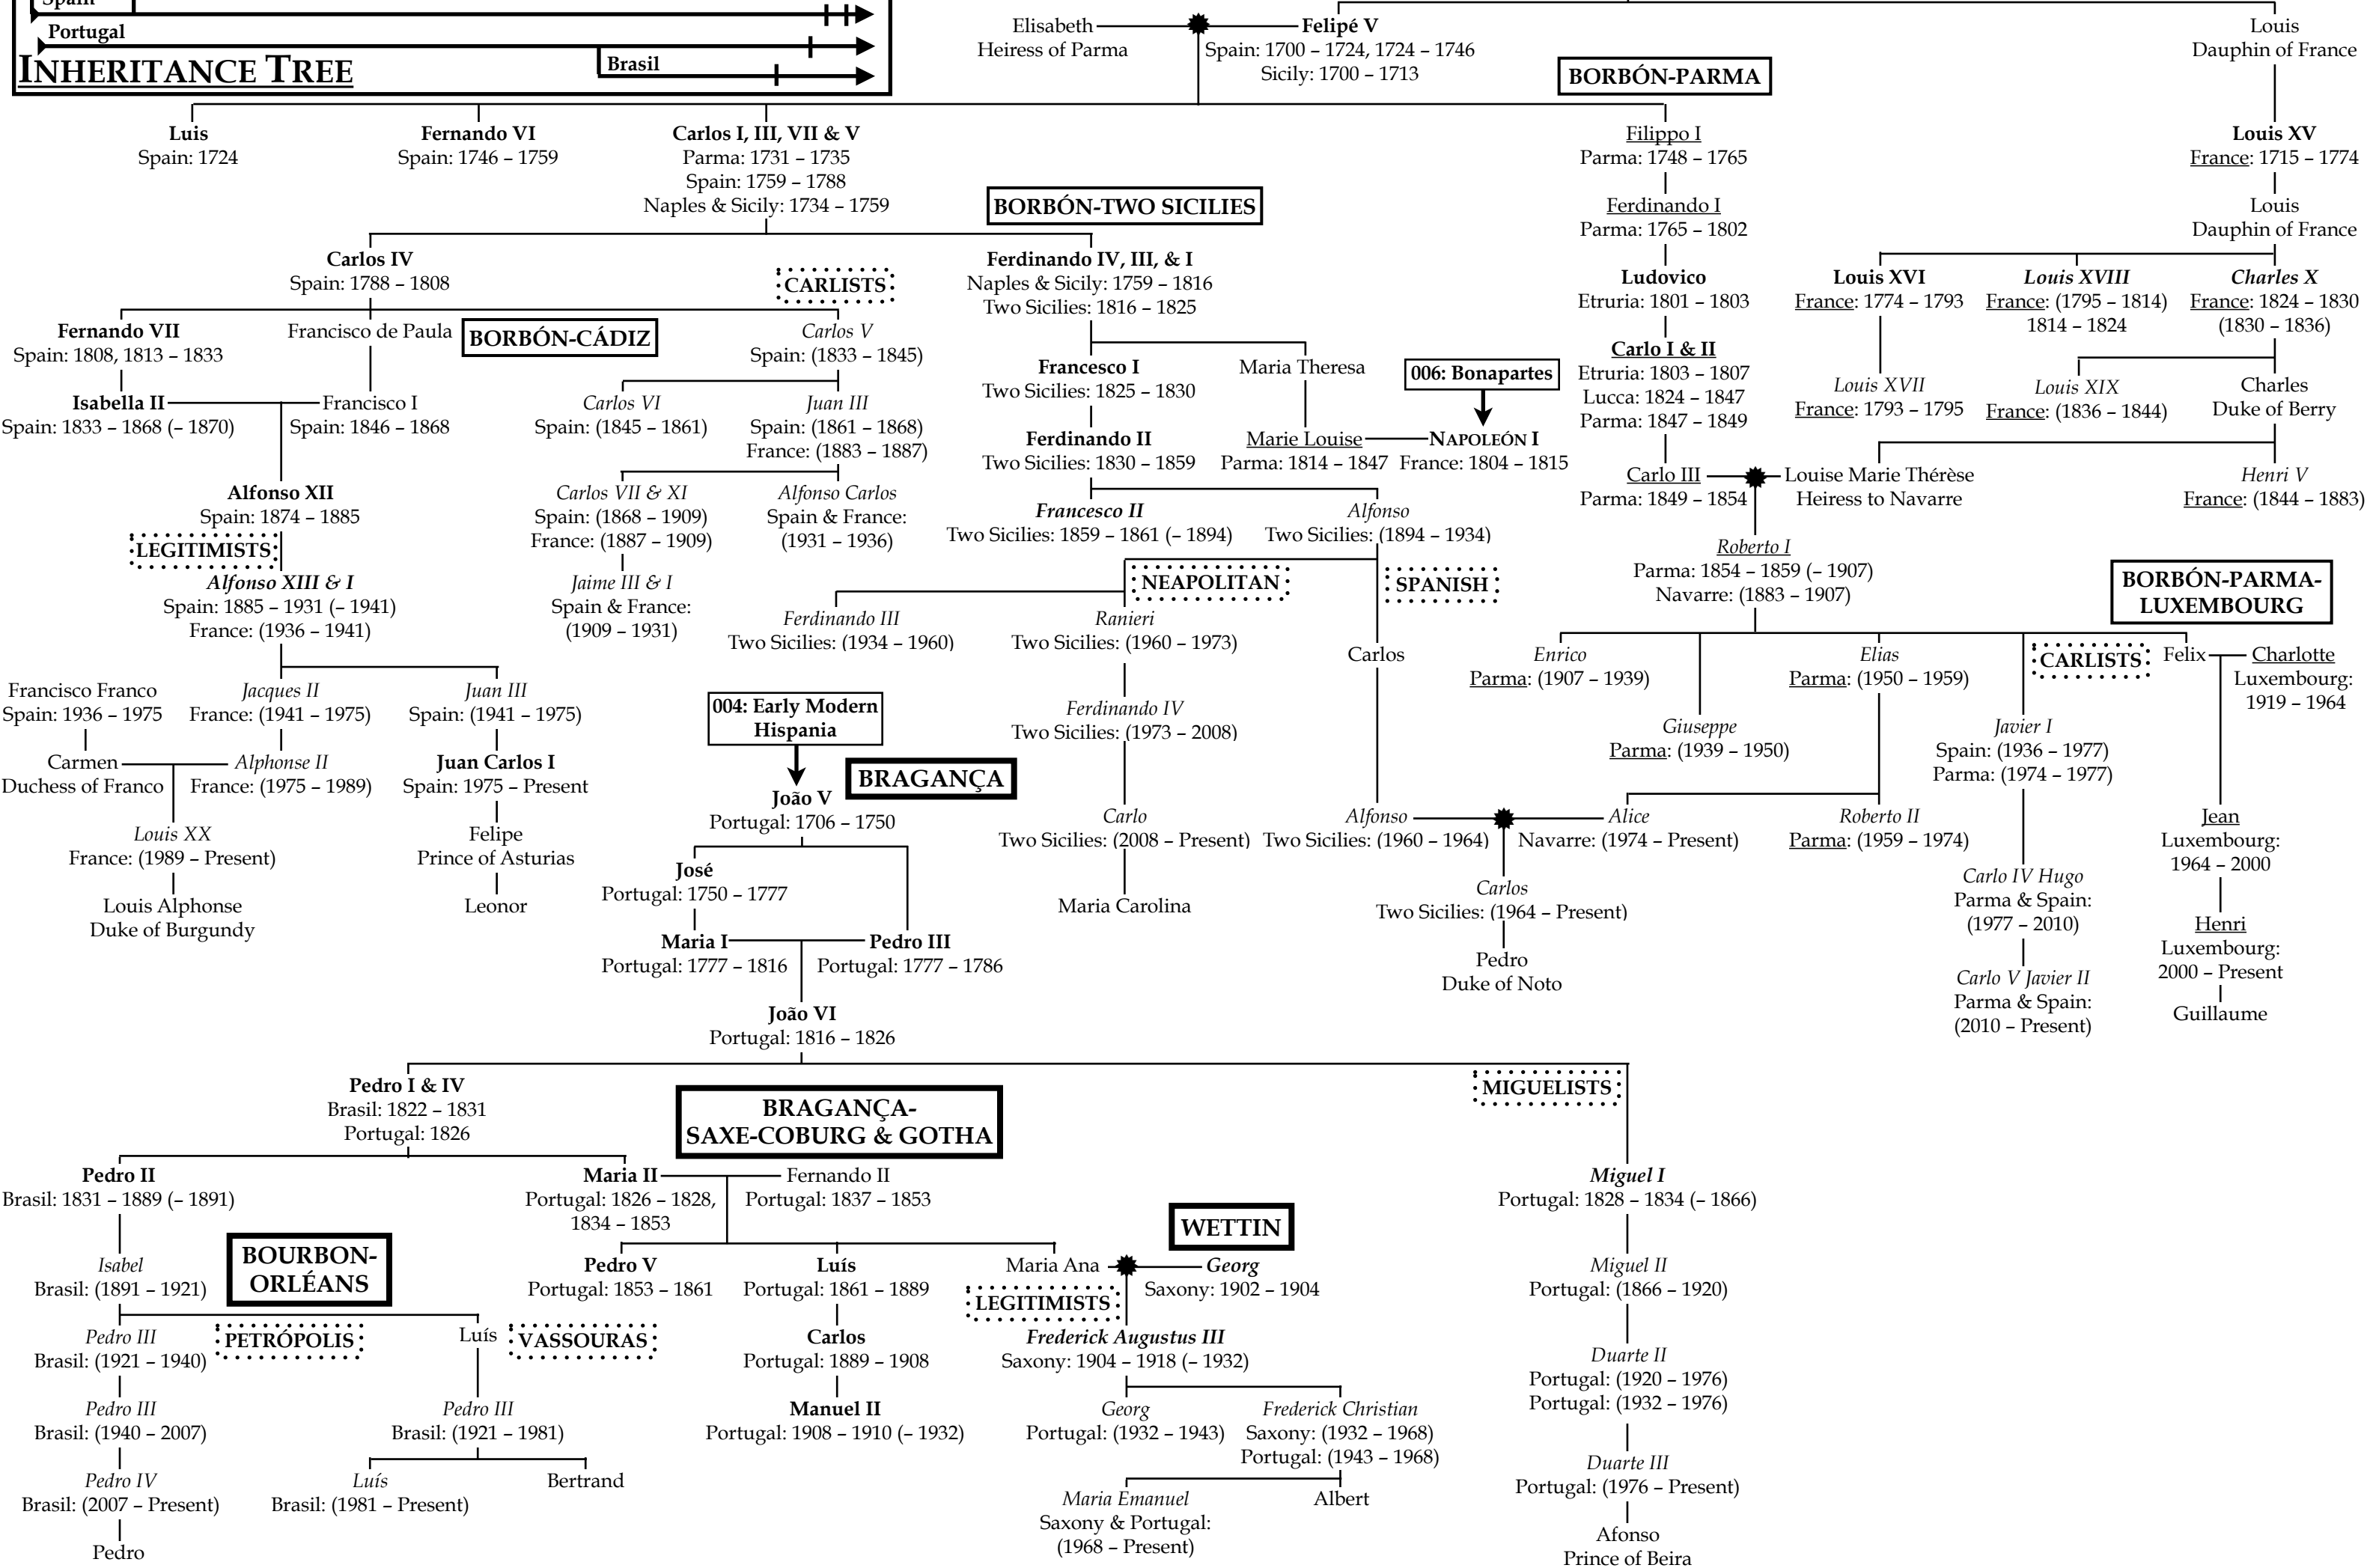 Spain
Portugal
Brasil
INHERITANCE TREE
Elisabeth
Heiress of Parma
Felipé V
Spain: 1700 – 1724, 1724 – 1746
Sicily: 1700 – 1713
Louis
Dauphin of France
BORBÓN-PARMA
Luis
Spain: 1724
Fernando VI
Spain: 1746 – 1759
Carlos I, III, VII & V
Parma: 1731 – 1735
Spain: 1759 – 1788
Naples & Sicily: 1734 – 1759
Filippo I
Parma: 1748 – 1765
Louis XV
France: 1715 – 1774
BORBÓN-TWO SICILIES
Ferdinando I
Parma: 1765 – 1802
Louis
Dauphin of France
Carlos IV
Spain: 1788 – 1808
CARLISTS
Ferdinando IV, III, & I
Naples & Sicily: 1759 – 1816
Two Sicilies: 1816 – 1825
Ludovico
Etruria: 1801 – 1803
Louis XVI
France: 1774 – 1793
Louis XVIII
France: (1795 – 1814)
1814 – 1824
Charles X
France: 1824 – 1830
(1830 – 1836)
Fernando VII
Spain: 1808, 1813 – 1833
Francisco de Paula
BORBÓN-CÁDIZ
Carlos V
Spain: (1833 – 1845)
Francesco I
Two Sicilies: 1825 – 1830
Maria Theresa
006: Bonapartes
Carlo I & II
Etruria: 1803 – 1807
Lucca: 1824 – 1847
Parma: 1847 – 1849
Louis XVII
France: 1793 – 1795
Louis XIX
France: (1836 – 1844)
Charles
Duke of Berry
Isabella II
Spain: 1833 – 1868 (– 1870)
Francisco I
Spain: 1846 – 1868
Carlos VI
Spain: (1845 – 1861)
Juan III
Spain: (1861 – 1868)
France: (1883 – 1887)
Ferdinando II
Two Sicilies: 1830 – 1859
Marie Louise
Parma: 1814 – 1847
NAPOLEÓN I
France: 1804 – 1815
Carlo III
Parma: 1849 – 1854
Louise Marie Thérèse
Heiress to Navarre
Henri V
France: (1844 – 1883)
Alfonso XII
Spain: 1874 – 1885
Carlos VII & XI
Spain: (1868 – 1909)
France: (1887 – 1909)
Alfonso Carlos
Spain & France:
(1931 – 1936)
Francesco II
Two Sicilies: 1859 – 1861 (– 1894)
Alfonso
Two Sicilies: (1894 – 1934)
LEGITIMISTS
Roberto I
Parma: 1854 – 1859 (– 1907)
Navarre: (1883 – 1907)
BORBÓN-PARMA-
LUXEMBOURG
Alfonso XIII & I
Spain: 1885 – 1931 (– 1941)
France: (1936 – 1941)
Jaime III & I
Spain & France:
(1909 – 1931)
NEAPOLITAN
SPANISH
Ferdinando III
Two Sicilies: (1934 – 1960)
Ranieri
Two Sicilies: (1960 – 1973)
Carlos
Enrico
Parma: (1907 – 1939)
Elias
Parma: (1950 – 1959)
CARLISTS
Felix
Charlotte
Luxembourg:
1919 – 1964
Francisco Franco
Spain: 1936 – 1975
Jacques II
France: (1941 – 1975)
Juan III
Spain: (1941 – 1975)
004: Early Modern
Hispania
Ferdinando IV
Two Sicilies: (1973 – 2008)
Giuseppe
Parma: (1939 – 1950)
Javier I
Spain: (1936 – 1977)
Parma: (1974 – 1977)
Carmen
Duchess of Franco
Alphonse II
France: (1975 – 1989)
Juan Carlos I
Spain: 1975 – Present
BRAGANÇA
João V
Portugal: 1706 – 1750
Carlo
Two Sicilies: (2008 – Present)
Alfonso
Two Sicilies: (1960 – 1964)
Alice
Navarre: (1974 – Present)
Roberto II
Parma: (1959 – 1974)
Jean
Luxembourg:
1964 – 2000
Louis XX
France: (1989 – Present)
Felipe
Prince of Asturias
José
Portugal: 1750 – 1777
Carlos
Two Sicilies: (1964 – Present)
Carlo IV Hugo
Parma & Spain:
(1977 – 2010)
Louis Alphonse
Duke of Burgundy
Leonor
Maria Carolina
Henri
Luxembourg:
2000 – Present
Maria I
Portugal: 1777 – 1816
Pedro III
Portugal: 1777 – 1786
Pedro
Duke of Noto
Carlo V Javier II
Parma & Spain:
(2010 – Present)
Guillaume
João VI
Portugal: 1816 – 1826
Pedro I & IV
Brasil: 1822 – 1831
Portugal: 1826
BRAGANÇA-
SAXE-COBURG & GOTHA
MIGUELISTS
Pedro II
Brasil: 1831 – 1889 (– 1891)
Maria II
Portugal: 1826 – 1828,
1834 – 1853
Fernando II
Portugal: 1837 – 1853
Miguel I
Portugal: 1828 – 1834 (– 1866)
WETTIN
BOURBON-
ORLÉANS
Isabel
Brasil: (1891 – 1921)
Pedro V
Portugal: 1853 – 1861
Luís
Portugal: 1861 – 1889
Maria Ana
Georg
Saxony: 1902 – 1904
Miguel II
Portugal: (1866 – 1920)
LEGITIMISTS
Pedro III
Brasil: (1921 – 1940)
PETRÓPOLIS
Luís
VASSOURAS
Carlos
Portugal: 1889 – 1908
Frederick Augustus III
Saxony: 1904 – 1918 (– 1932)
Duarte II
Portugal: (1920 – 1976)
Portugal: (1932 – 1976)
Pedro III
Brasil: (1940 – 2007)
Pedro III
Brasil: (1921 – 1981)
Manuel II
Portugal: 1908 – 1910 (– 1932)
Georg
Portugal: (1932 – 1943)
Frederick Christian
Saxony: (1932 – 1968)
Portugal: (1943 – 1968)
Duarte III
Portugal: (1976 – Present)
Pedro IV
Brasil: (2007 – Present)
Luís
Brasil: (1981 – Present)
Bertrand
Maria Emanuel
Saxony & Portugal:
(1968 – Present)
Albert
Afonso
Prince of Beira
Pedro